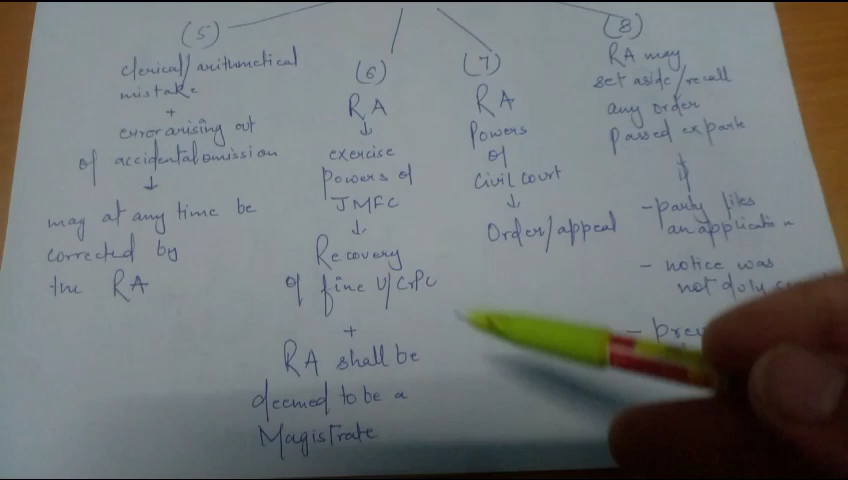 (5)
clerical/aritumetical
mistake
+
error arising out
of accidental omission
↓
may at any time be
corrected by
the RA
(6)
RA
↓
exercise
powers of
JMFC
↓
Recovery
of fine U/CrPC
+
RA shall be
deemed to be a
Magistrate
(7)
RA
Powers
of
Civil court
↓
Order/appeal
(8)
RA may
set aside/recall
any order
passed exparte
↓
if
- party files
an application
- notice was
not duly